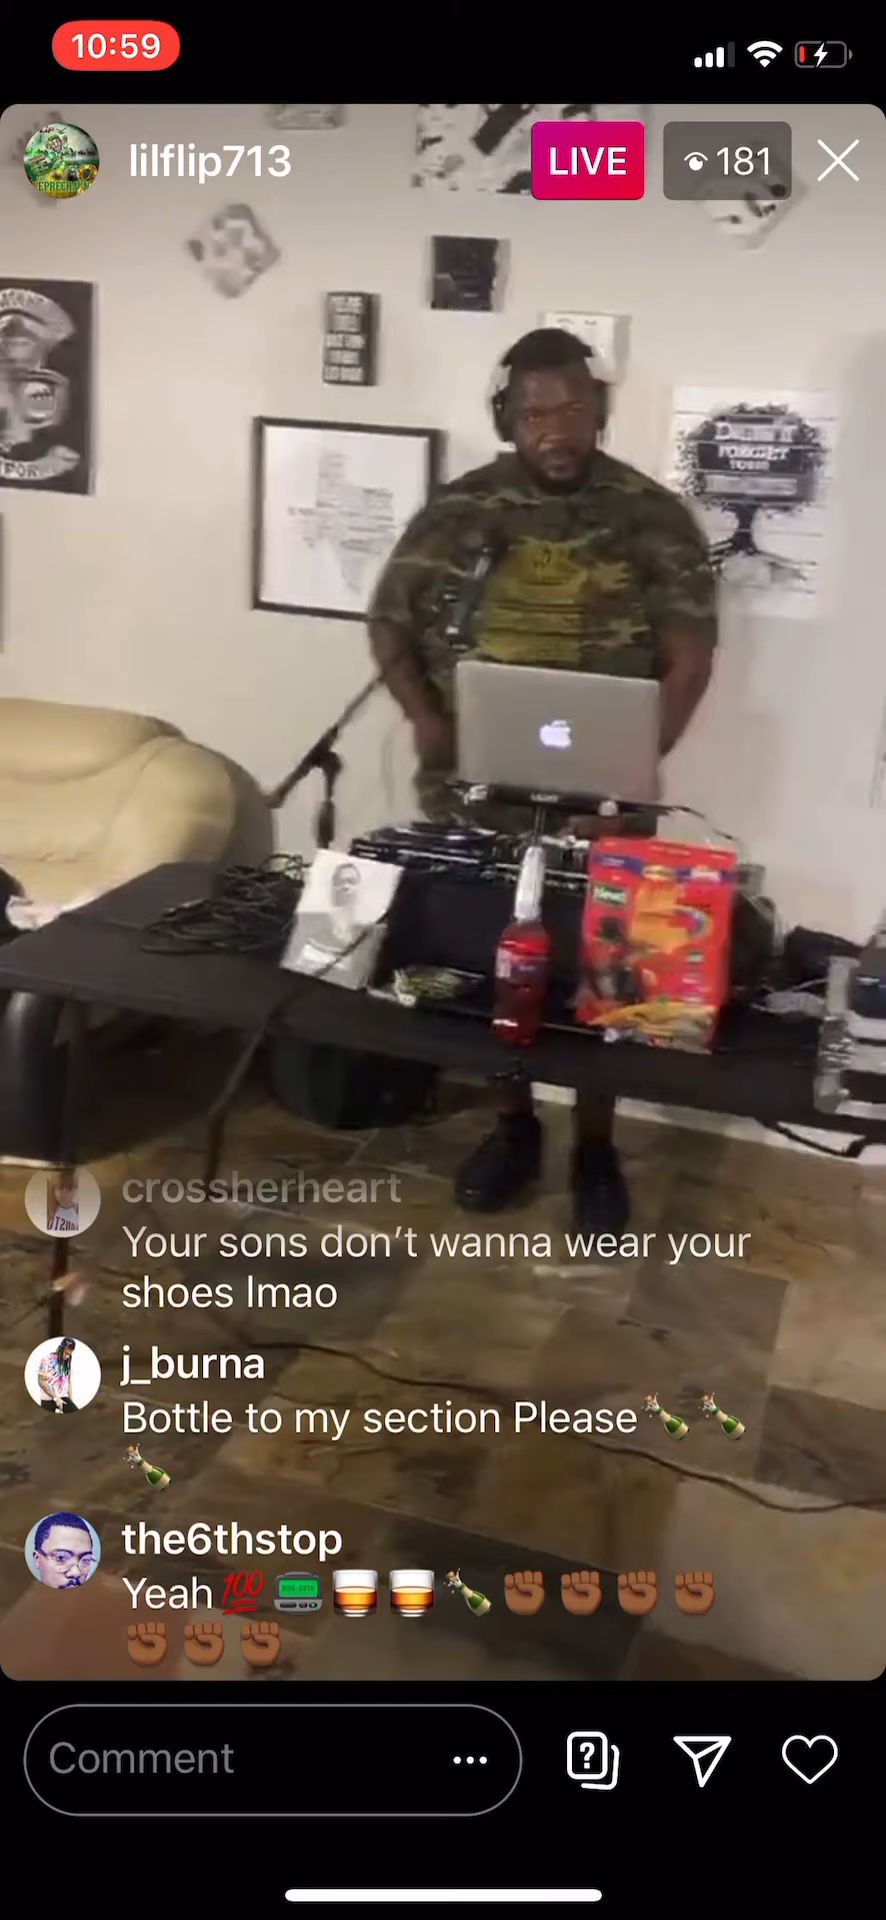 10:59
lilflip713
LIVE
181
FORGET
crossherheart
Your sons don’t wanna wear your
shoes lmao
j_burna
Bottle to my section Please🍾🍾
🍾
the6thstop
Yeah💯📟🥃🥃🍾✊🏾✊🏾✊🏾✊🏾
✊🏾✊🏾✊🏾
Comment